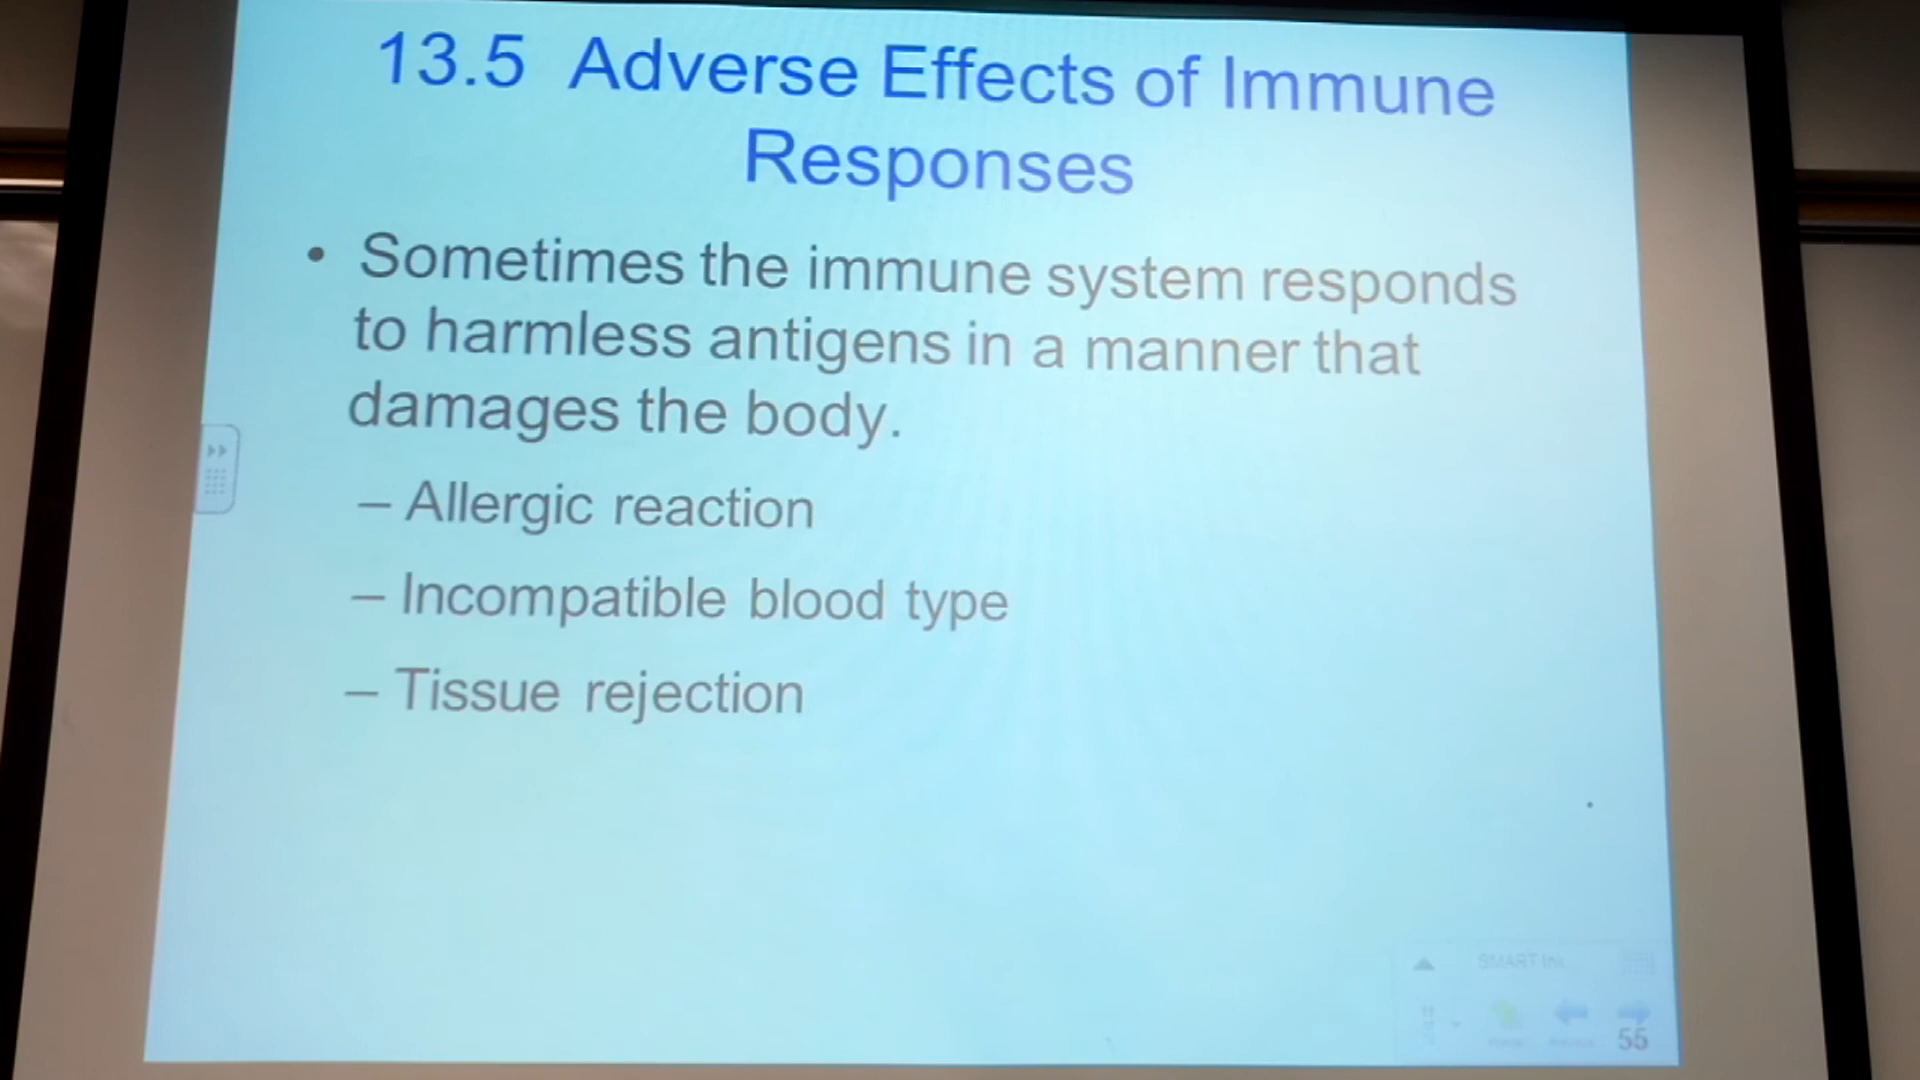 13.5 Adverse Effects of Immune
Responses
• Sometimes the immune system responds
to harmless antigens in a manner that
damages the body.
– Allergic reaction
– Incompatible blood type
– Tissue rejection
SMART Ink
55